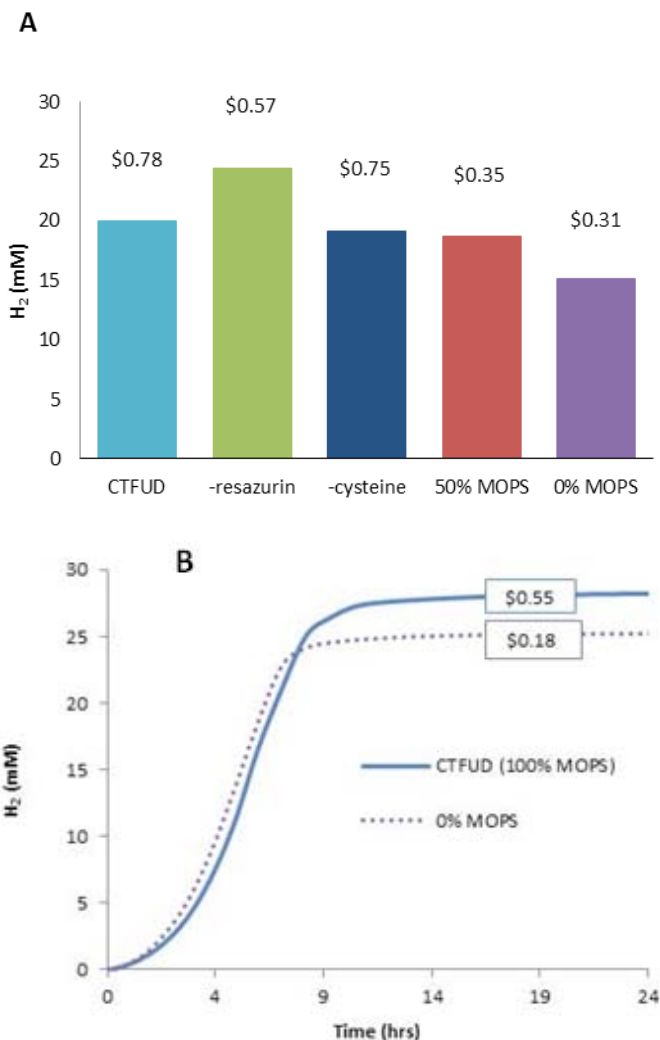 A
30
25
20
15
10
5
0
H₂ (mM)
$0.78
$0.57
$0.75
$0.35
$0.31
CTFUD -resazurin -cysteine 50% MOPS 0% MOPS
B
30
25
20
15
10
5
0
H₂ (mM)
$0.55
$0.18
CTFUD (100% MOPS)
0% MOPS
0 4 9 14 19 24
Time (hrs)